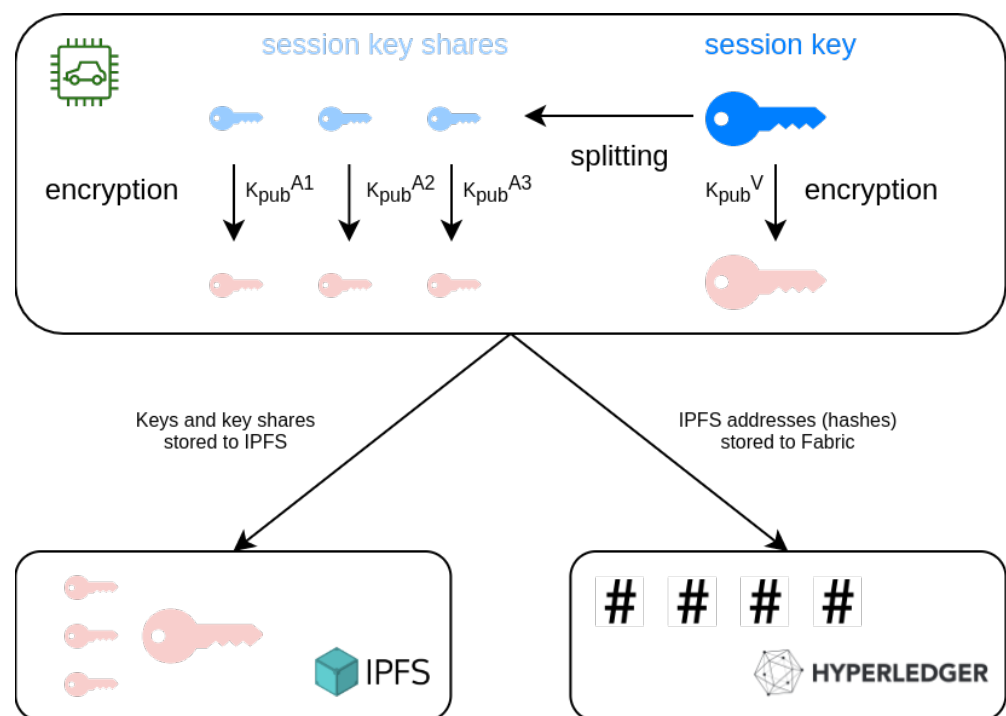 session key shares
session key
splitting
encryption
K_pub^A1
K_pub^A2
K_pub^A3
K_pub^V
encryption
Keys and key shares
stored to IPFS
IPFS addresses (hashes)
stored to Fabric
# # # #
IPFS
HYPERLEDGER